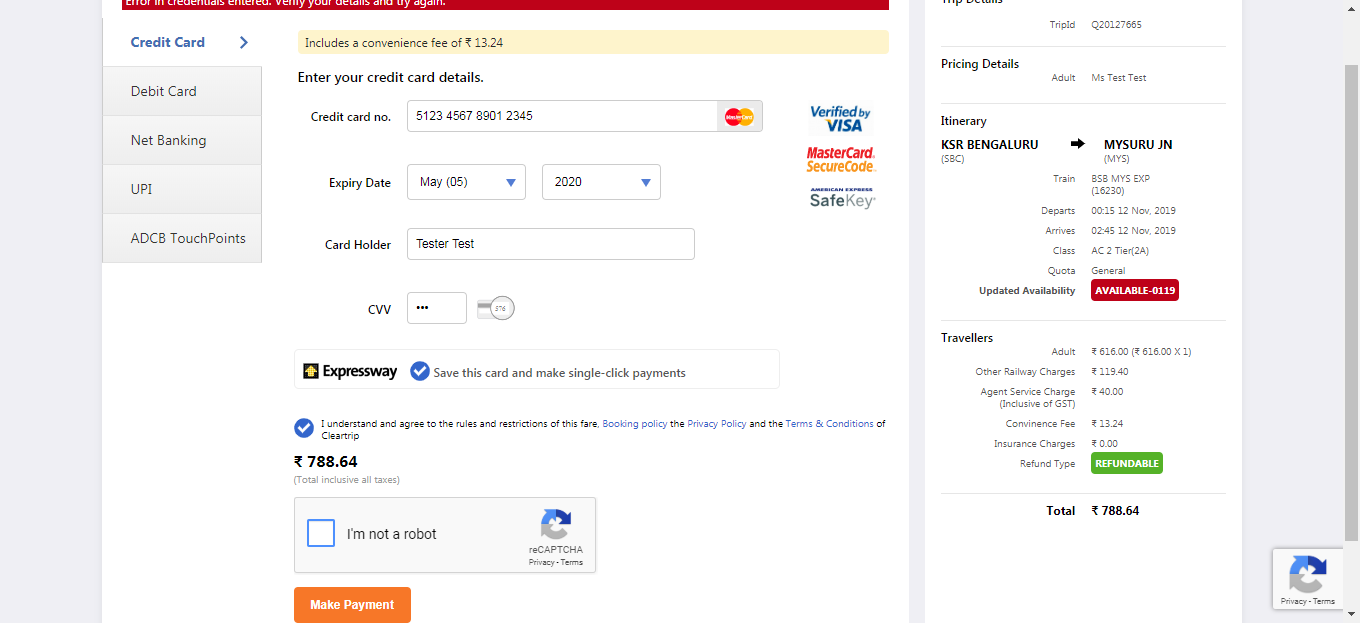 Error in credentials entered. Verify your details and try again.
Credit Card
Debit Card
Net Banking
UPI
ADCB TouchPoints
Includes a convenience fee of ₹ 13.24
Enter your credit card details.
Credit card no. 5123 4567 8901 2345 MasterCard
Verified by
VISA
MasterCard.
SecureCode.
AMERICAN EXPRESS
SafeKey
Expiry Date May (05) 2020
Card Holder Tester Test
CVV ••• 376
Expressway Save this card and make single-click payments
I understand and agree to the rules and restrictions of this fare, Booking policy the Privacy Policy and the Terms & Conditions of
Cleartrip
₹ 788.64
(Total inclusive all taxes)
I'm not a robot
reCAPTCHA
Privacy - Terms
Make Payment
Trip Details
TripId Q20127665
Pricing Details
Adult Ms Test Test
Itinerary
KSR BENGALURU MYSURU JN
(SBC) (MYS)
Train BSB MYS EXP
(16230)
Departs 00:15 12 Nov, 2019
Arrives 02:45 12 Nov, 2019
Class AC 2 Tier(2A)
Quota General
Updated Availability AVAILABLE-0119
Travellers
Adult ₹ 616.00 (₹ 616.00 X 1)
Other Railway Charges ₹ 119.40
Agent Service Charge ₹ 40.00
(Inclusive of GST)
Convinence Fee ₹ 13.24
Insurance Charges ₹ 0.00
Refund Type REFUNDABLE
Total ₹ 788.64
Privacy - Terms